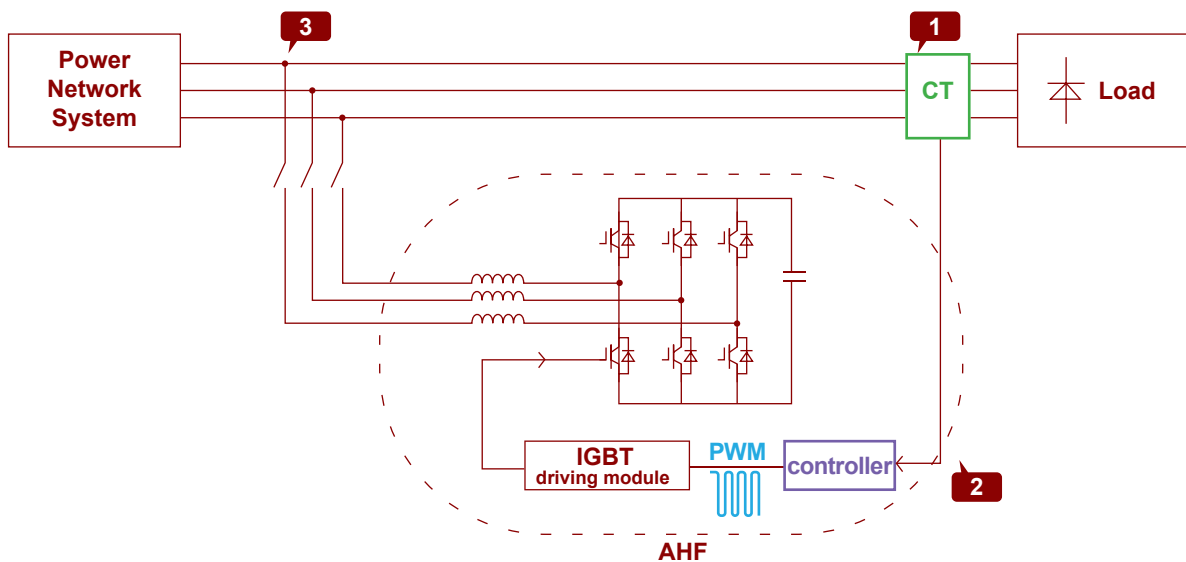 3
1
Power
Network
System
CT
Load
PWM
IGBT
driving module
controller
2
AHF